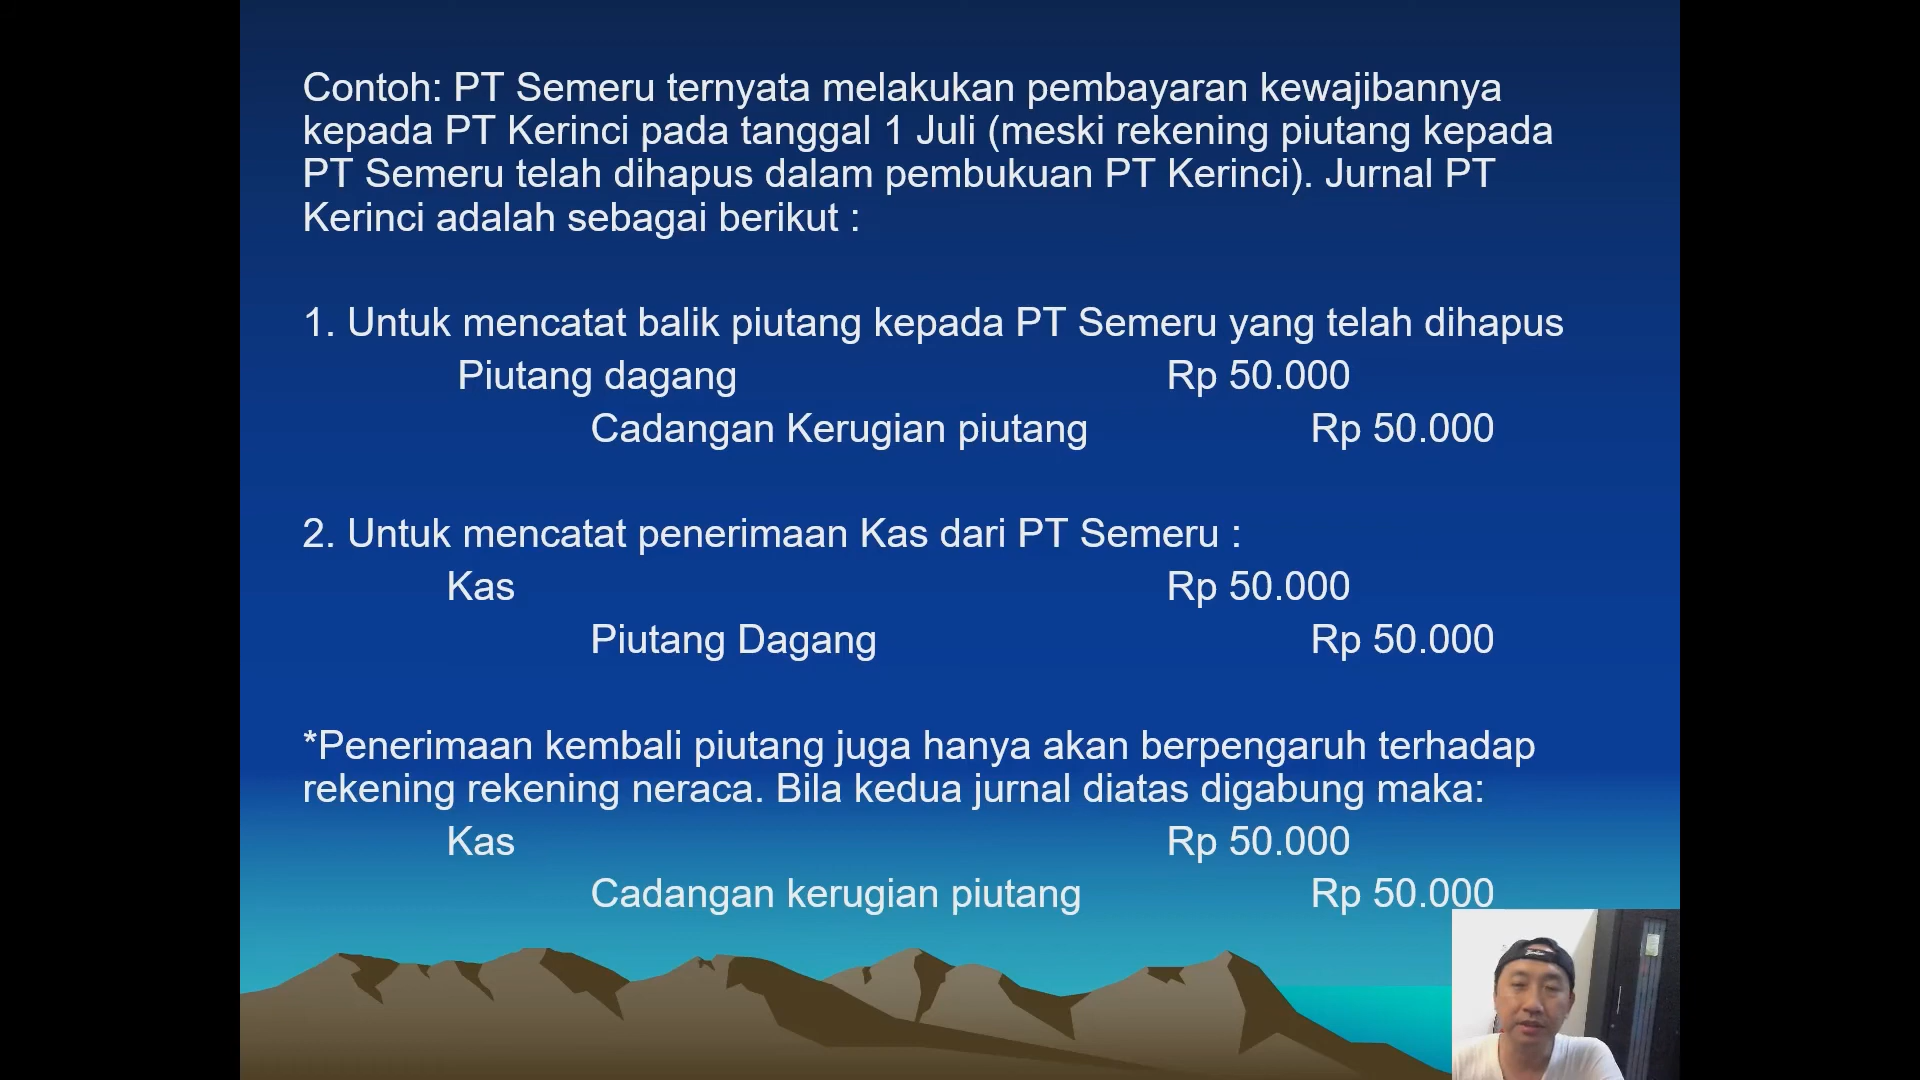 Contoh: PT Semeru ternyata melakukan pembayaran kewajibannya
kepada PT Kerinci pada tanggal 1 Juli (meski rekening piutang kepada
PT Semeru telah dihapus dalam pembukuan PT Kerinci). Jurnal PT
Kerinci adalah sebagai berikut :
1. Untuk mencatat balik piutang kepada PT Semeru yang telah dihapus
Piutang dagang Rp 50.000
Cadangan Kerugian piutang Rp 50.000
2. Untuk mencatat penerimaan Kas dari PT Semeru :
Kas Rp 50.000
Piutang Dagang Rp 50.000
*Penerimaan kembali piutang juga hanya akan berpengaruh terhadap
rekening rekening neraca. Bila kedua jurnal diatas digabung maka:
Kas Rp 50.000
Cadangan kerugian piutang Rp 50.000